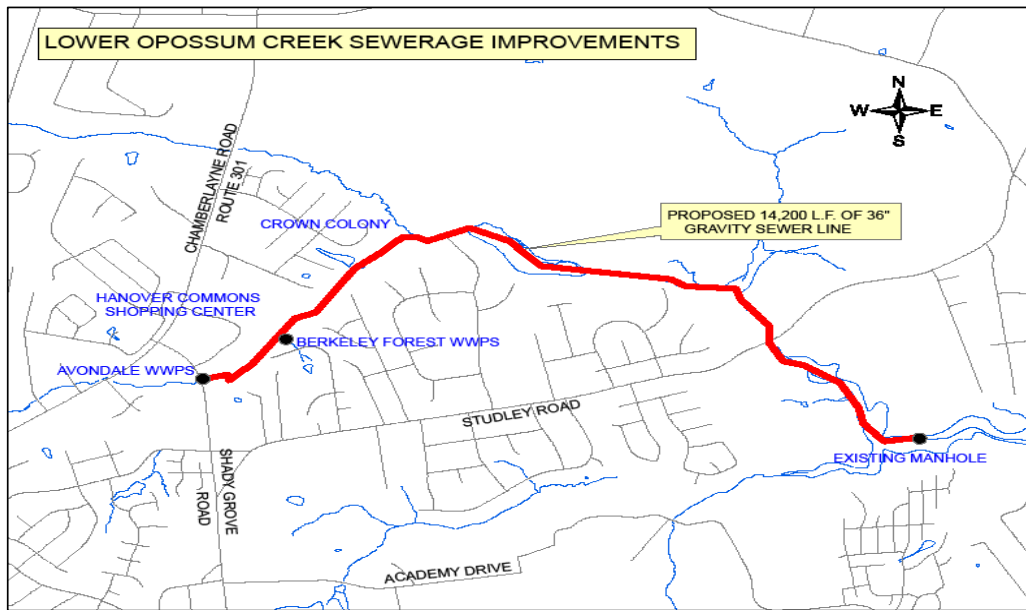 LOWER OPOSSUM CREEK SEWERAGE IMPROVEMENTS
N
W
E
S
CHAMBERLAYNE ROAD
ROUTE 301
CROWN COLONY
PROPOSED 14,200 L.F. OF 36"
GRAVITY SEWER LINE
HANOVER COMMONS
SHOPPING CENTER
BERKELEY FOREST WWPS
AVONDALE WWPS
STUDLEY ROAD
EXISTING MANHOLE
SHADY GROVE
ROAD
ACADEMY DRIVE